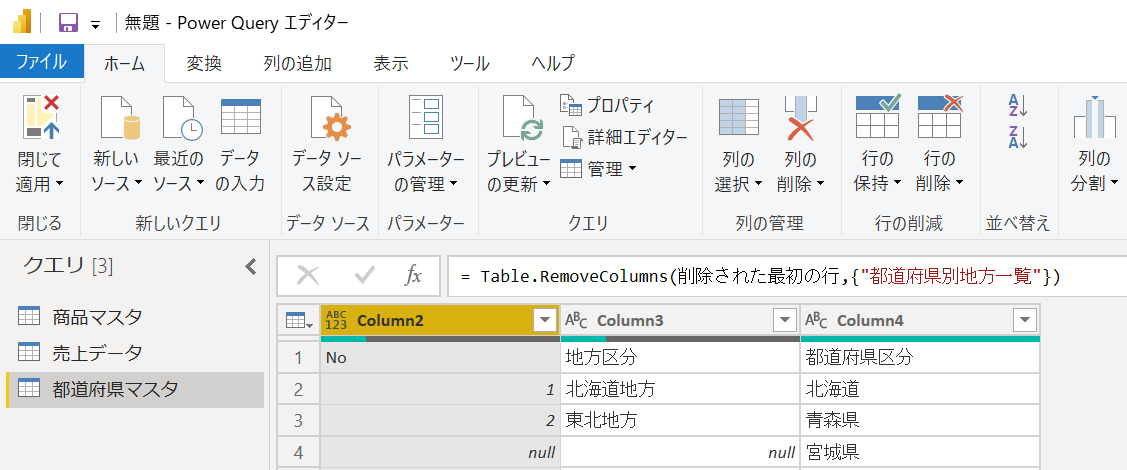 無題 - Power Query エディター
ファイル ホーム 変換 列の追加 表示 ツール ヘルプ
閉じて
適用
閉じる
新しい
ソース
最近の
ソース
データ
の入力
新しいクエリ
データ ソー
ス設定
データ ソース
パラメーター
の管理
パラメーター
プレビュー
の更新
プロパティ
詳細エディター
管理
クエリ
列の
選択
列の
削除
列の管理
行の
保持
行の
削除
行の削減
A
Z
Z
A
並べ替え
列の
分割
クエリ [3]
商品マスタ
売上データ
都道府県マスタ
fx
= Table.RemoveColumns(削除された最初の行,{"都道府県別地方一覧"})
ABC
123 Column2 ABC Column3 ABC Column4
1 No 地方区分 都道府県区分
2 1 北海道地方 北海道
3 2 東北地方 青森県
4 null null 宮城県